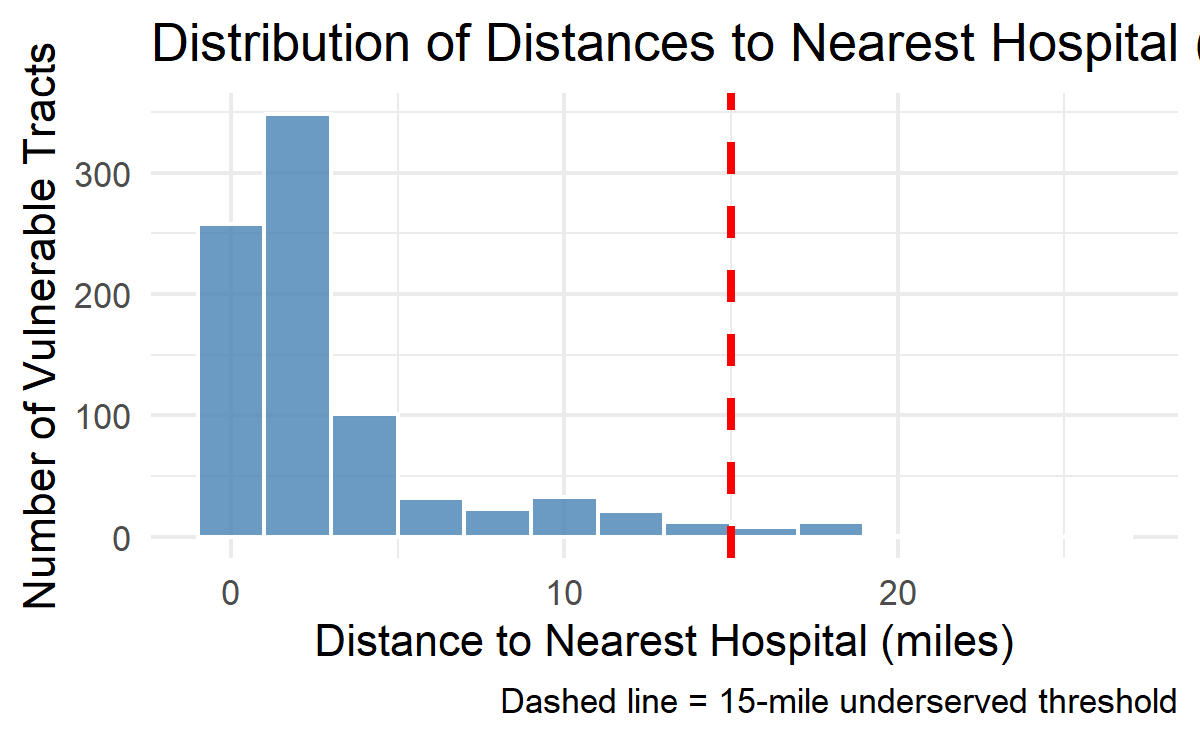 Distribution of Distances to Nearest Hospital (
Number of Vulnerable Tracts
300
200
100
0
0
10
20
Distance to Nearest Hospital (miles)
Dashed line = 15-mile underserved threshold